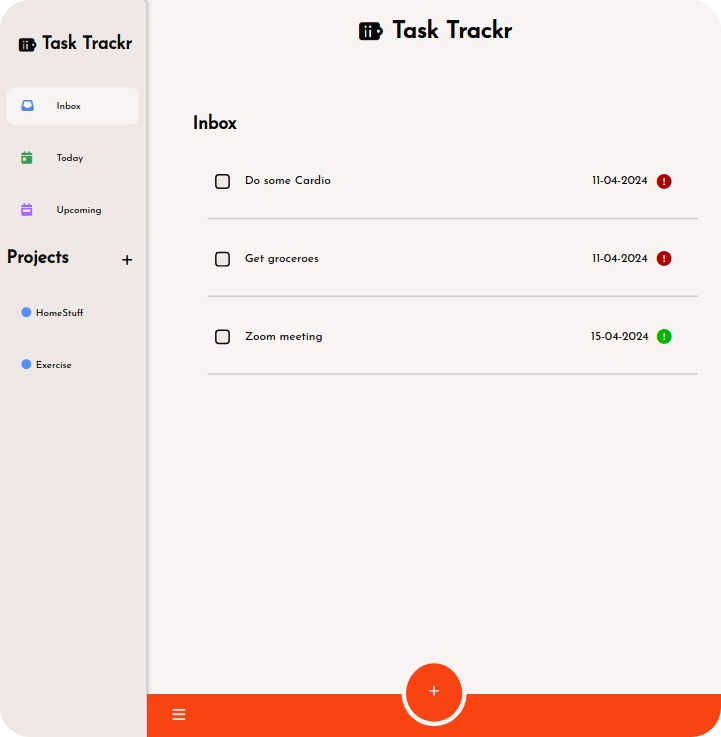 Task Trackr
Inbox
Today
Upcoming
Projects +
HomeStuff
Exercise
Task Trackr
Inbox
Do some Cardio 11-04-2024 !
Get groceroes 11-04-2024 !
Zoom meeting 15-04-2024 !
+